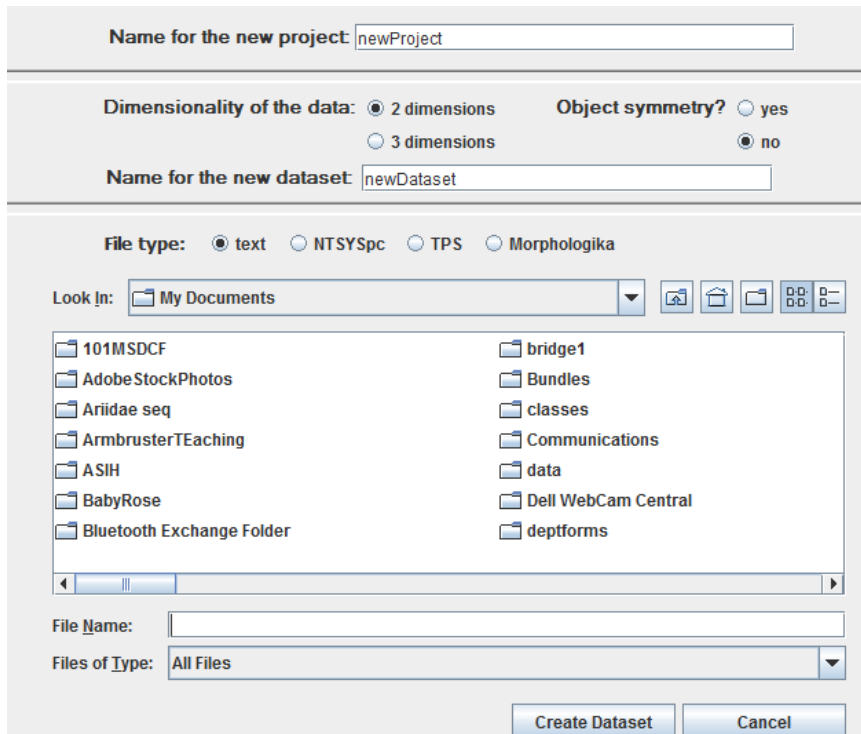 Name for the new project: newProject
Dimensionality of the data: 2 dimensions Object symmetry? yes
3 dimensions no
Name for the new dataset: newDataset
File type: text NTSYSpc TPS Morphologika
Look In: My Documents
101MSDCF bridge1
AdobeStockPhotos Bundles
Ariidae seq classes
ArmbrusterTEaching Communications
ASIH data
BabyRose Dell WebCam Central
Bluetooth Exchange Folder deptforms
File Name:
Files of Type: All Files
Create Dataset Cancel